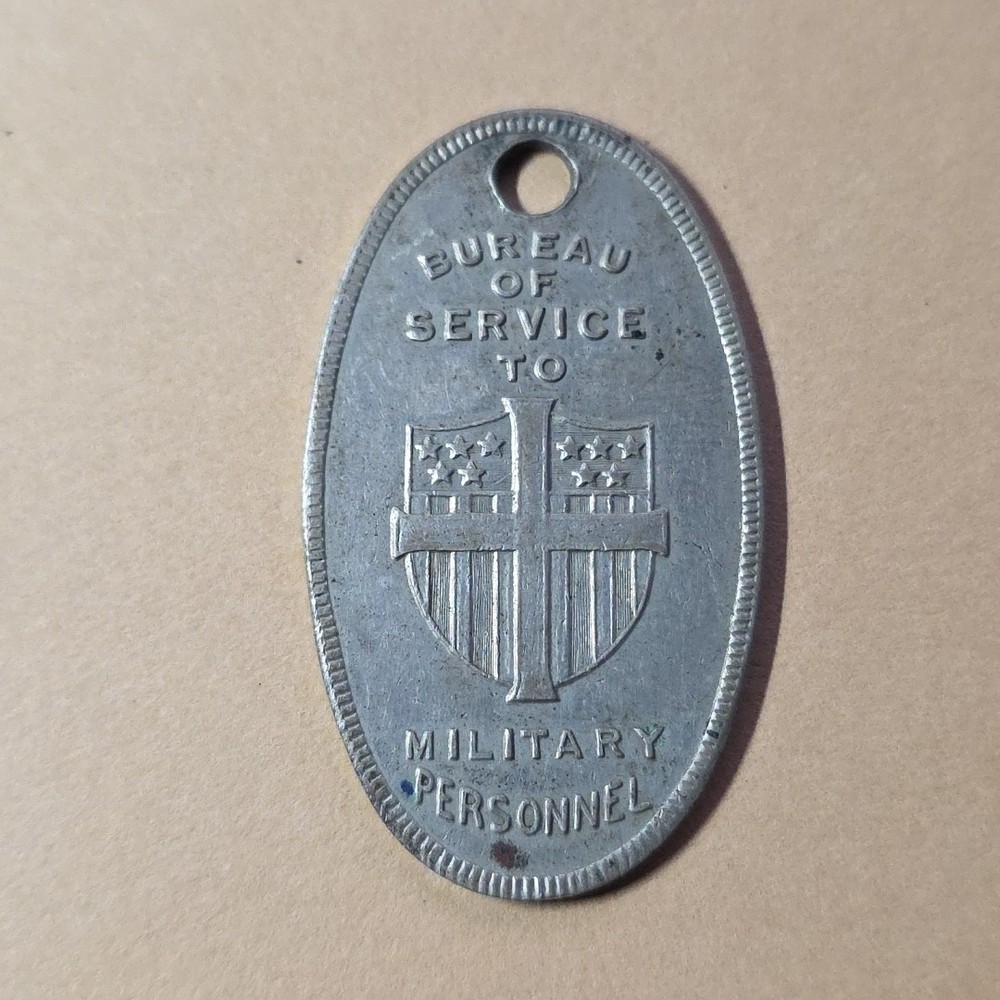 BUREAU
OF
SERVICE
TO
MILITARY
PERSONNEL